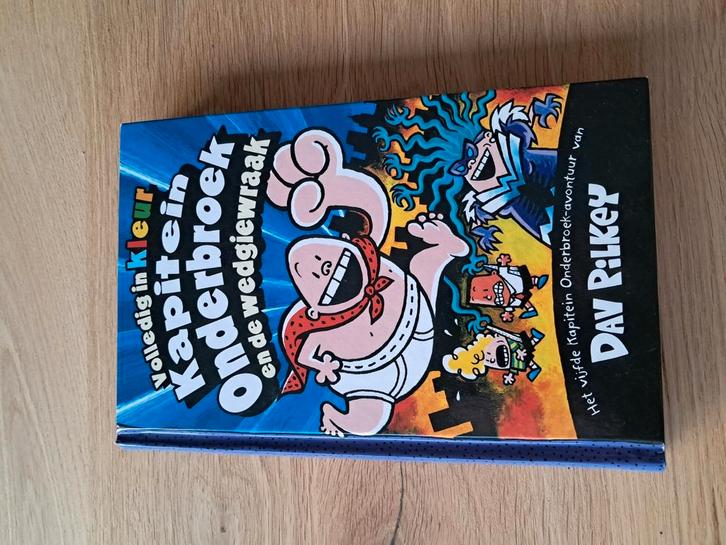 Volledig in kleur
Kapitein
Onderbroek
en de wedgiewraak
Het vijfde Kapitein Onderbroek-avontuur van
DAV PILKEY